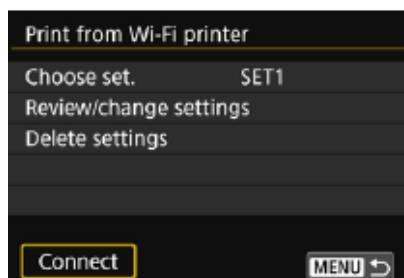 Print from Wi-Fi printer
Choose set. SET1
Review/change settings
Delete settings
Connect MENU